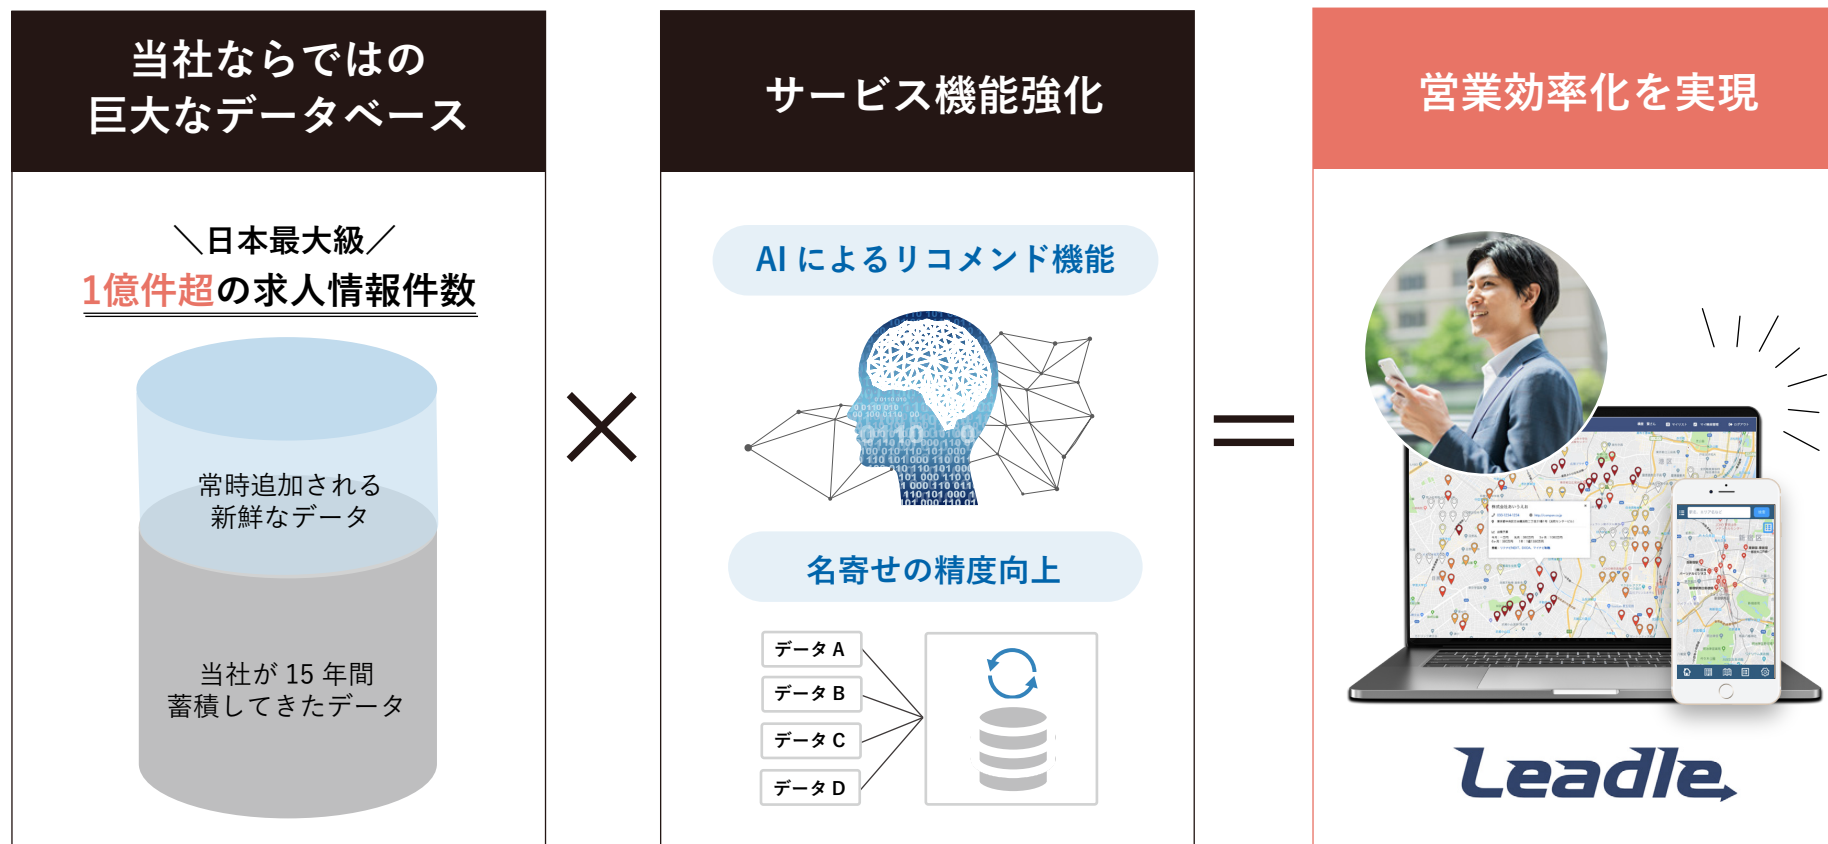 当社ならではの
巨大なデータベース
＼日本最大級／
1億件超の求人情報件数
常時追加される
新鮮なデータ
当社が 15 年間
蓄積してきたデータ
×
サービス機能強化
AI によるリコメンド機能
名寄せの精度向上
データ A
データ B
データ C
データ D
＝
営業効率化を実現
Leadle